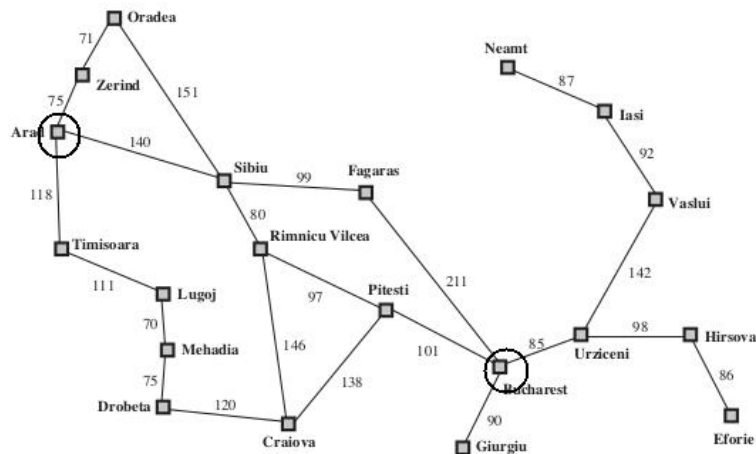 Oradea
71
Neamt
Zerind
87
75
151
Iasi
Arad
140
92
Sibiu
Fagaras
99
118
Vaslui
80
Timisoara
Rimnicu Vilcea
142
111
211
Lugoj
97
Pitesti
70
98
Hirsova
146
101
85
Mehadia
Urziceni
138
86
75
Bucharest
120
90
Drobeta
Craiova
Giurgiu
Eforie